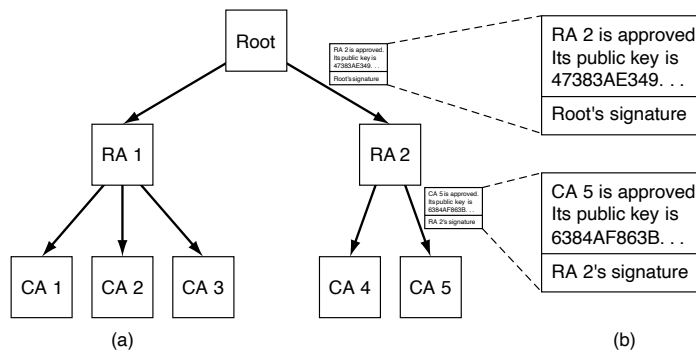 Root
RA 2 is approved.
Its public key is
47383AE349. . .
Root's signature
RA 2 is approved.
Its public key is
47383AE349. . .
Root's signature
RA 1
RA 2
CA 5 is approved.
Its public key is
6384AF863B. . .
RA 2's signature
CA 5 is approved.
Its public key is
6384AF863B. . .
RA 2's signature
CA 1
CA 2
CA 3
CA 4
CA 5
(a)
(b)